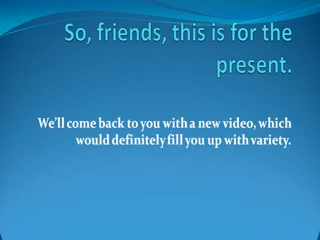 So, friends, this is for the
present.
We'll come back to you with a new video, which
would definitely fill you up with variety.